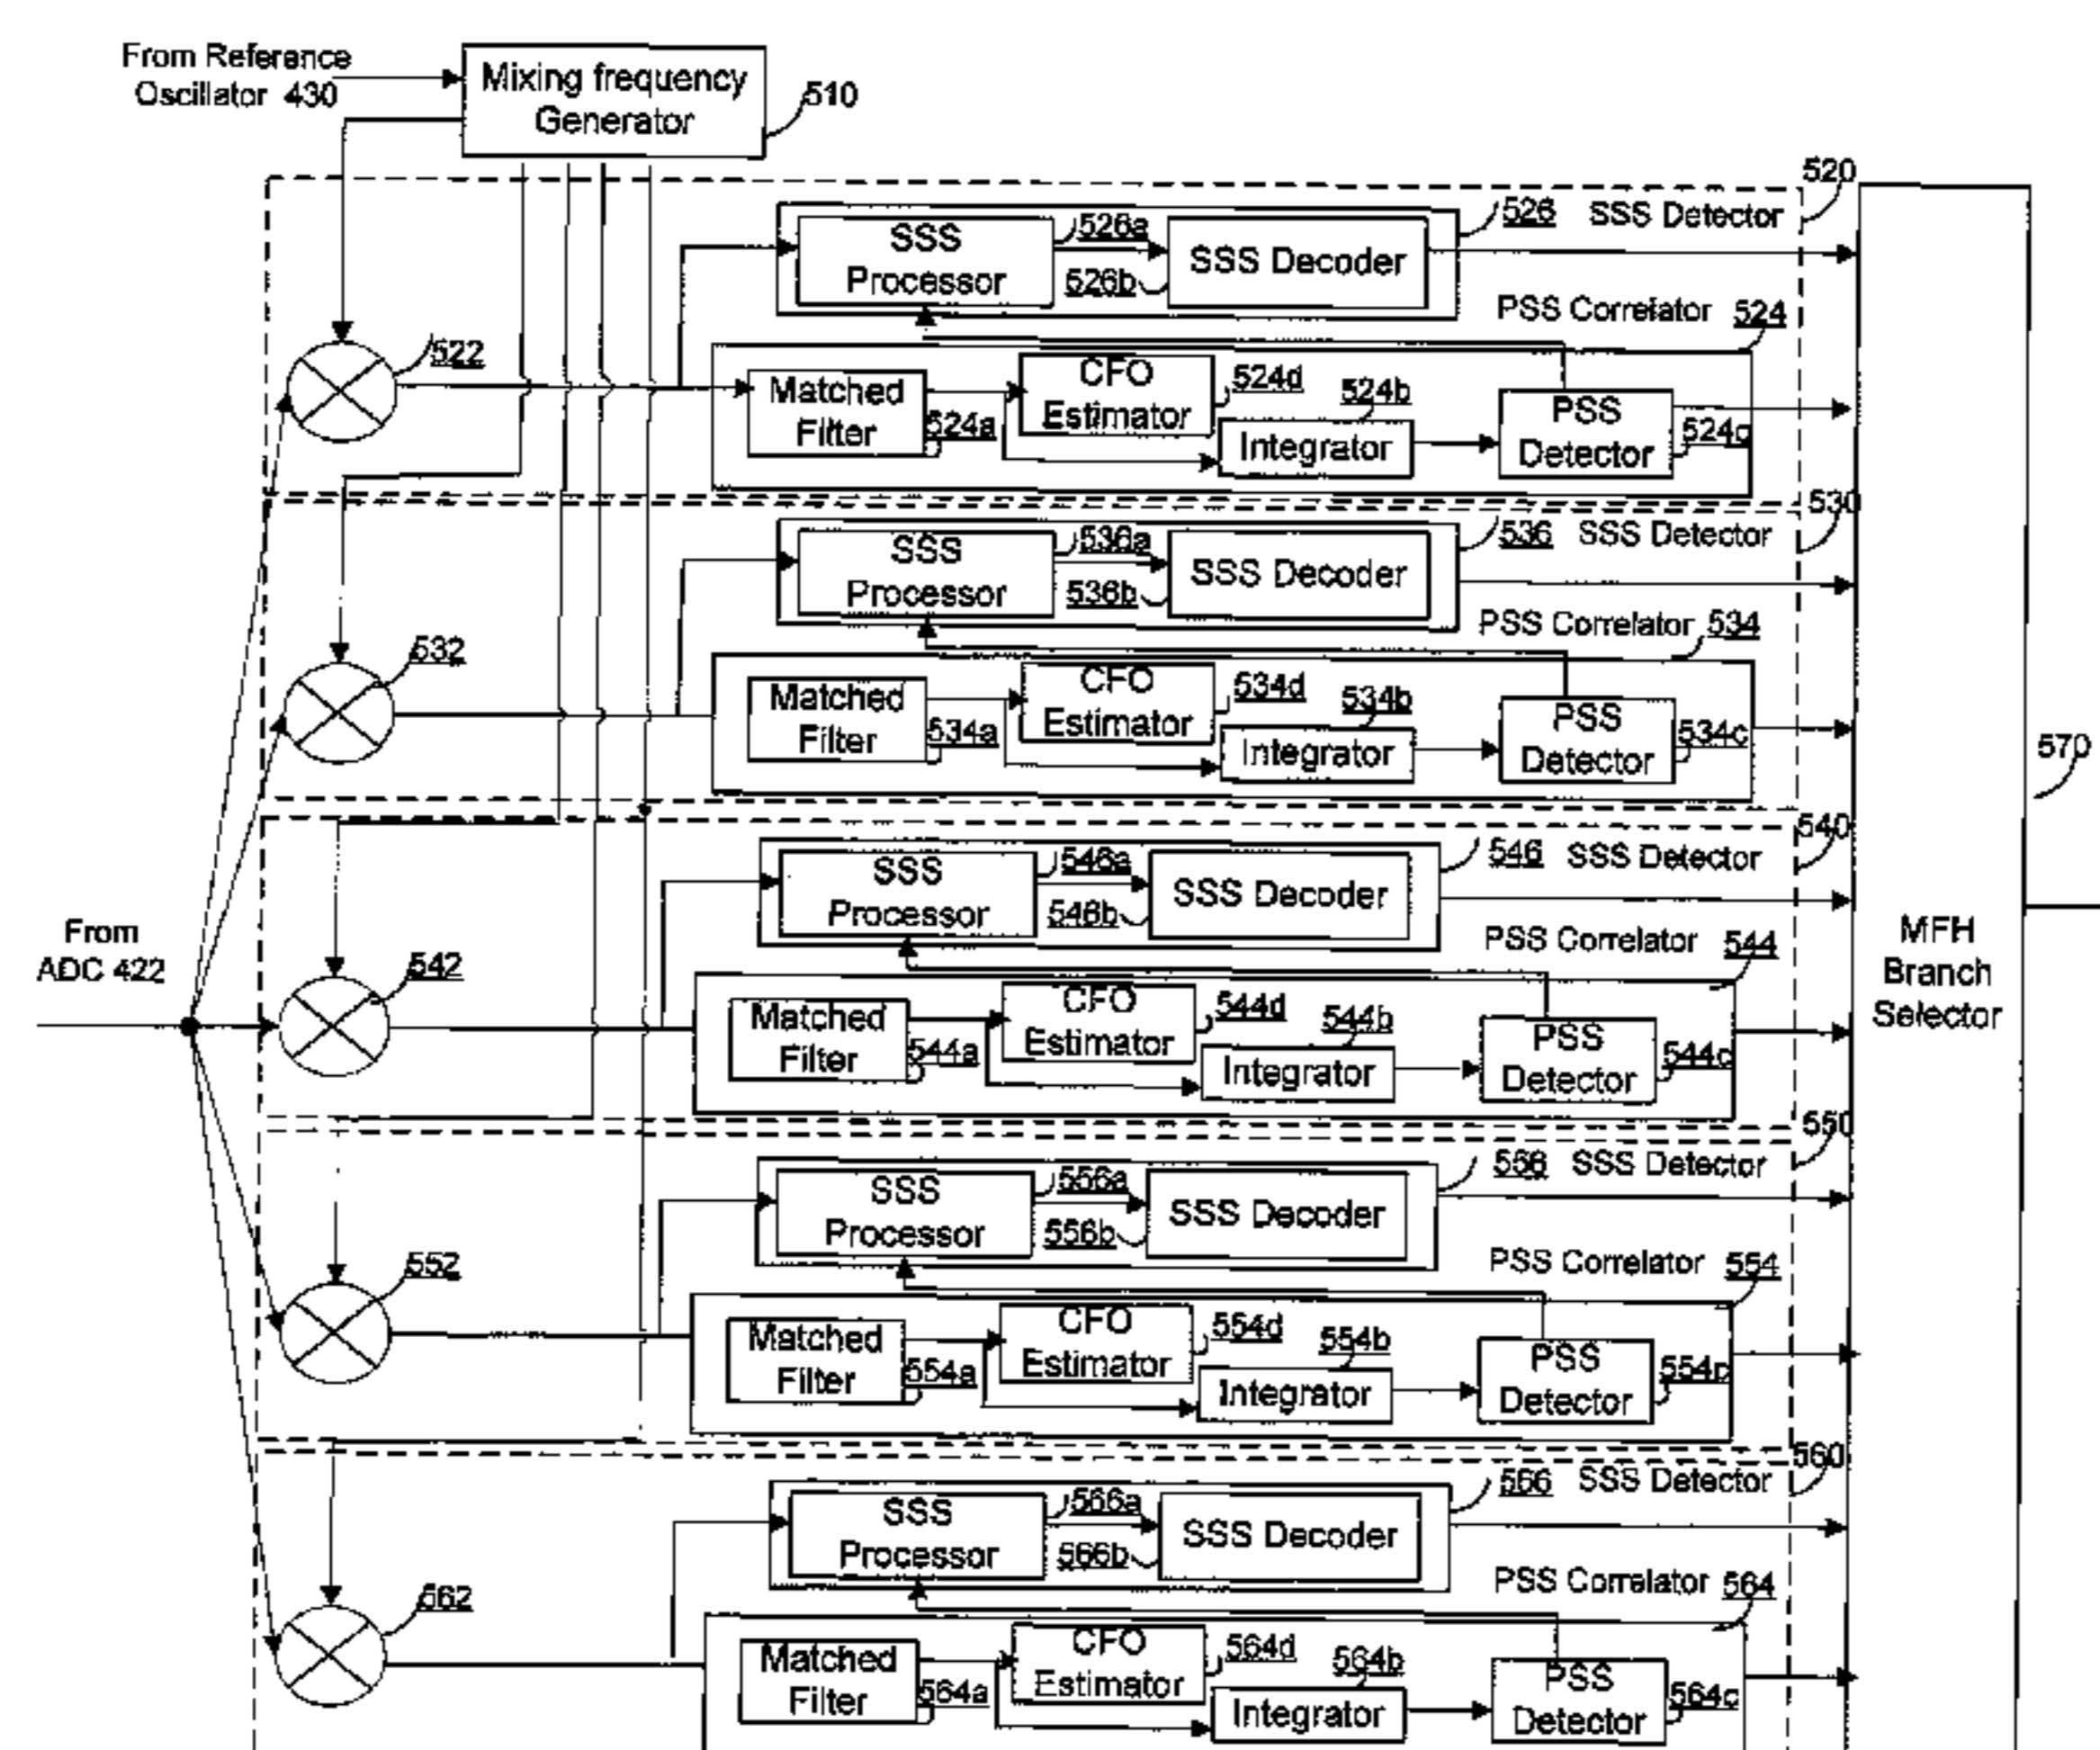 From Reference
Oscillator 430
Mixing frequency
Generator
510
520
SSS
Processor
526a
526b
SSS Decoder
526
SSS Detector
PSS Correlator
524
522
Matched
Filter
524a
CFO
Estimator
524d
524b
Integrator
PSS
Detector
524c
530
SSS
Processor
536a
536b
SSS Decoder
536
SSS Detector
PSS Correlator
534
532
Matched
Filter
534a
CFO
Estimator
534d
534b
Integrator
PSS
Detector
534c
570
540
SSS
Processor
546a
546b
SSS Decoder
546
SSS Detector
PSS Correlator
544
From
ADC 422
542
Matched
Filter
544a
CFO
Estimator
544d
544b
Integrator
PSS
Detector
544c
MFH
Branch
Selector
550
SSS
Processor
556a
556b
SSS Decoder
556
SSS Detector
PSS Correlator
554
552
Matched
Filter
554a
CFO
Estimator
554d
554b
Integrator
PSS
Detector
554c
560
SSS
Processor
566a
566b
SSS Decoder
566
SSS Detector
PSS Correlator
564
562
Matched
Filter
564a
CFO
Estimator
564d
564b
Integrator
PSS
Detector
564c